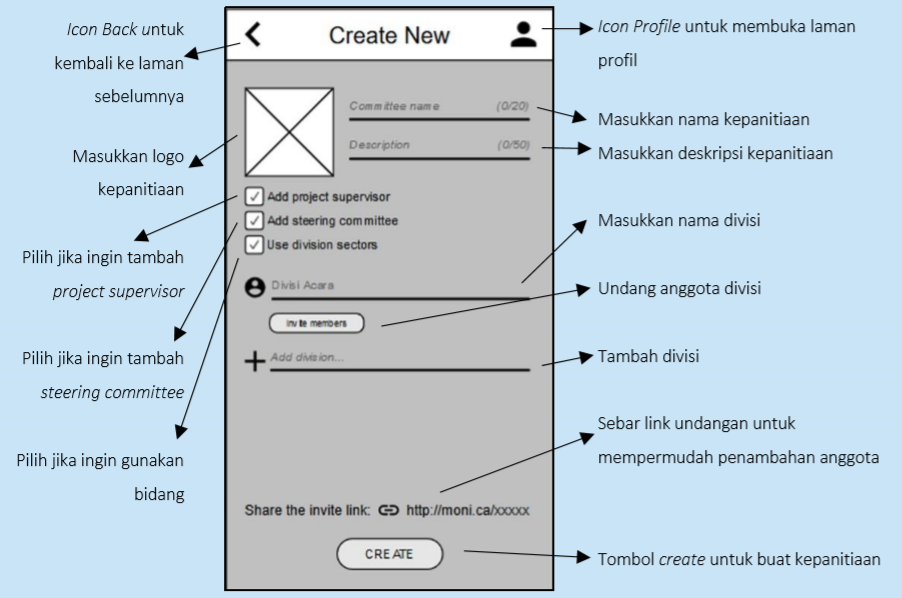 Icon Back untuk
kembali ke laman
sebelumnya
Masukkan logo
kepanitiaan
Pilih jika ingin tambah
project supervisor
Pilih jika ingin tambah
steering committee
Pilih jika ingin gunakan
bidang
Create New
Committee name (0/20)
Description (0/50)
Add project supervisor
Add steering committee
Use division sectors
Divisi Acara
Invite members
Add division...
Share the invite link: http://moni.ca/xxxxx
CREATE
Icon Profile untuk membuka laman
profil
Masukkan nama kepanitiaan
Masukkan deskripsi kepanitiaan
Masukkan nama divisi
Undang anggota divisi
Tambah divisi
Sebar link undangan untuk
mempermudah penambahan anggota
Tombol create untuk buat kepanitiaan